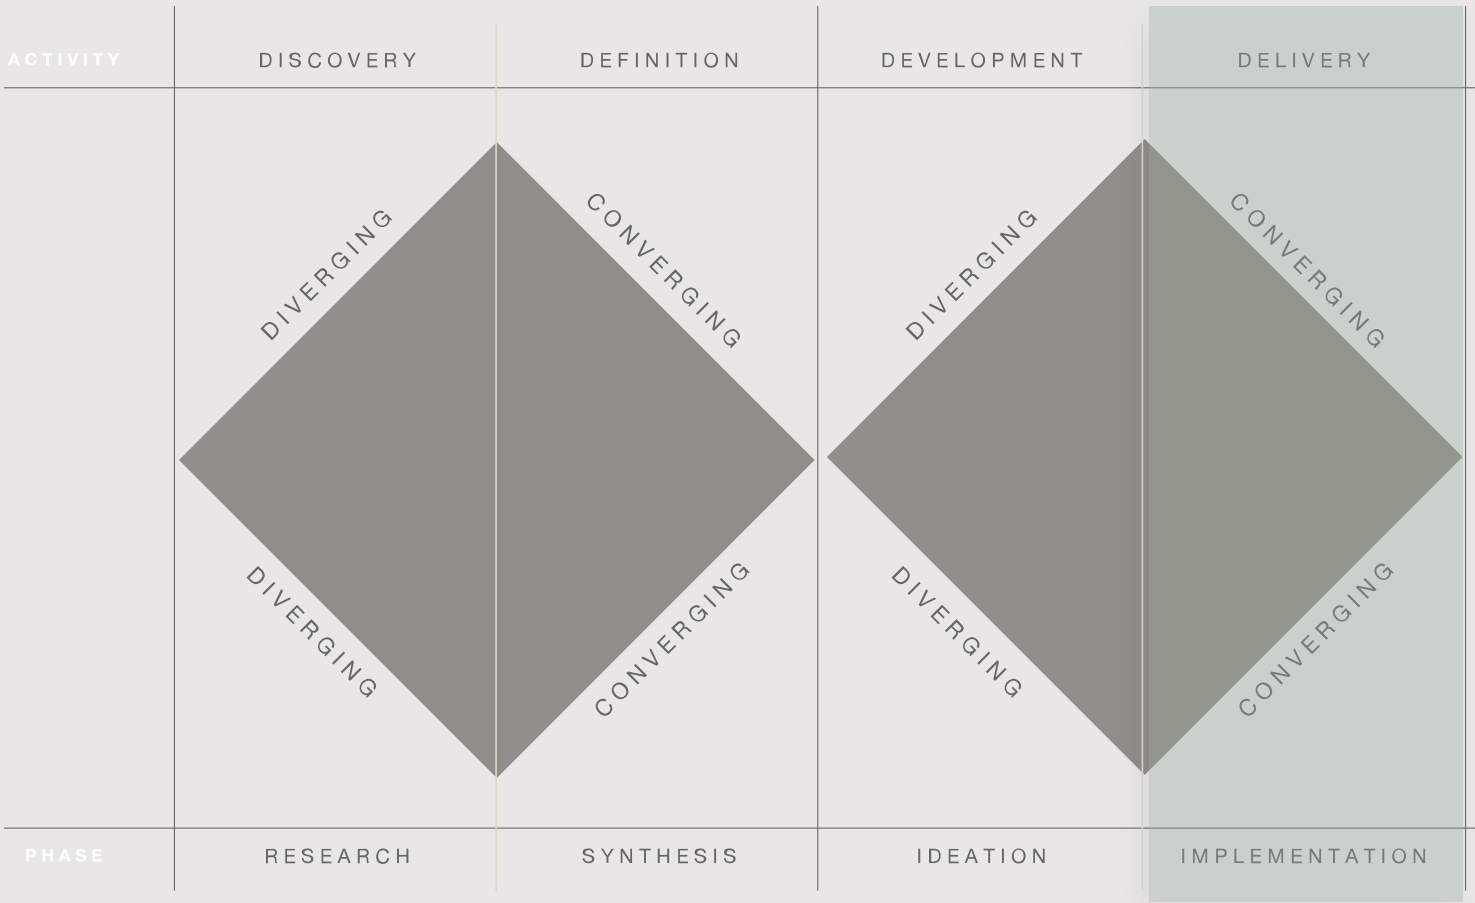 ACTIVITY
DISCOVERY
DEFINITION
DEVELOPMENT
DELIVERY
DIVERGING
CONVERGING
DIVERGING
CONVERGING
DIVERGING
CONVERGING
DIVERGING
CONVERGING
PHASE
RESEARCH
SYNTHESIS
IDEATION
IMPLEMENTATION